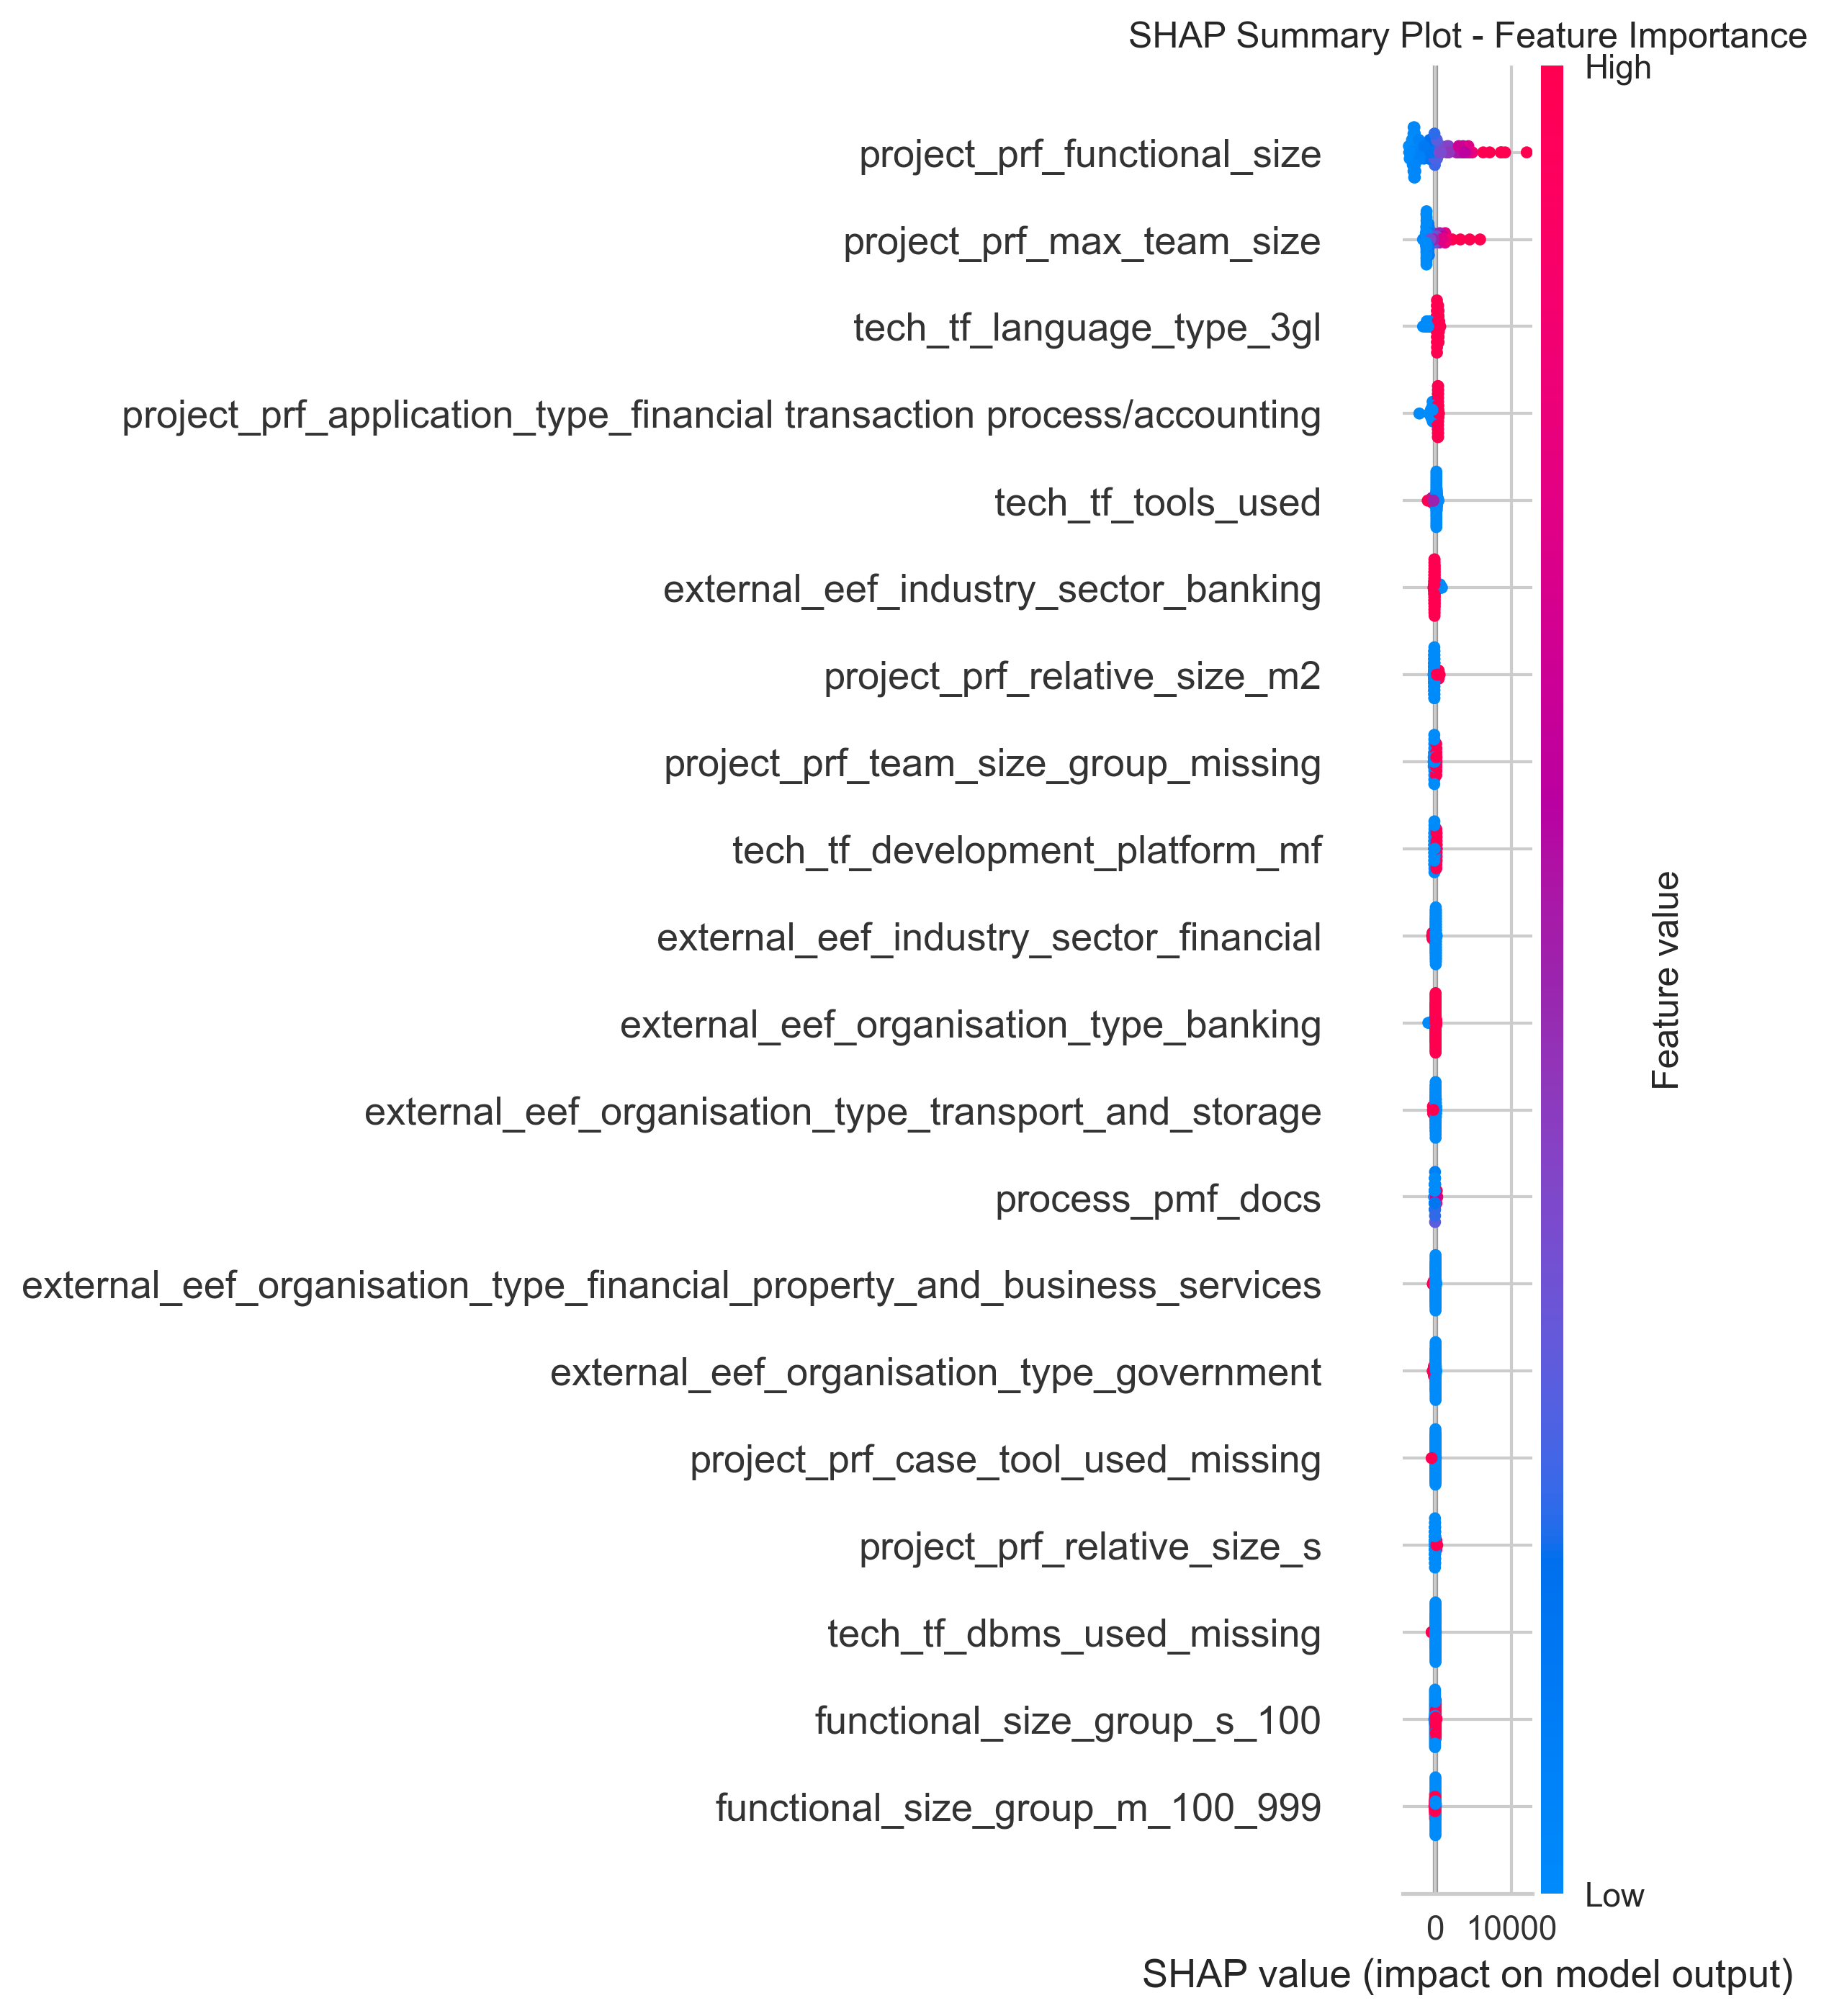 SHAP Summary Plot - Feature Importance
High
project_prf_functional_size
project_prf_max_team_size
tech_tf_language_type_3gl
project_prf_application_type_financial transaction process/accounting
tech_tf_tools_used
external_eef_industry_sector_banking
project_prf_relative_size_m2
project_prf_team_size_group_missing
tech_tf_development_platform_mf
external_eef_industry_sector_financial
external_eef_organisation_type_banking
external_eef_organisation_type_transport_and_storage
process_pmf_docs
external_eef_organisation_type_financial_property_and_business_services
external_eef_organisation_type_government
project_prf_case_tool_used_missing
project_prf_relative_size_s
tech_tf_dbms_used_missing
functional_size_group_s_100
functional_size_group_m_100_999
Feature value
Low
0 10000
SHAP value (impact on model output)